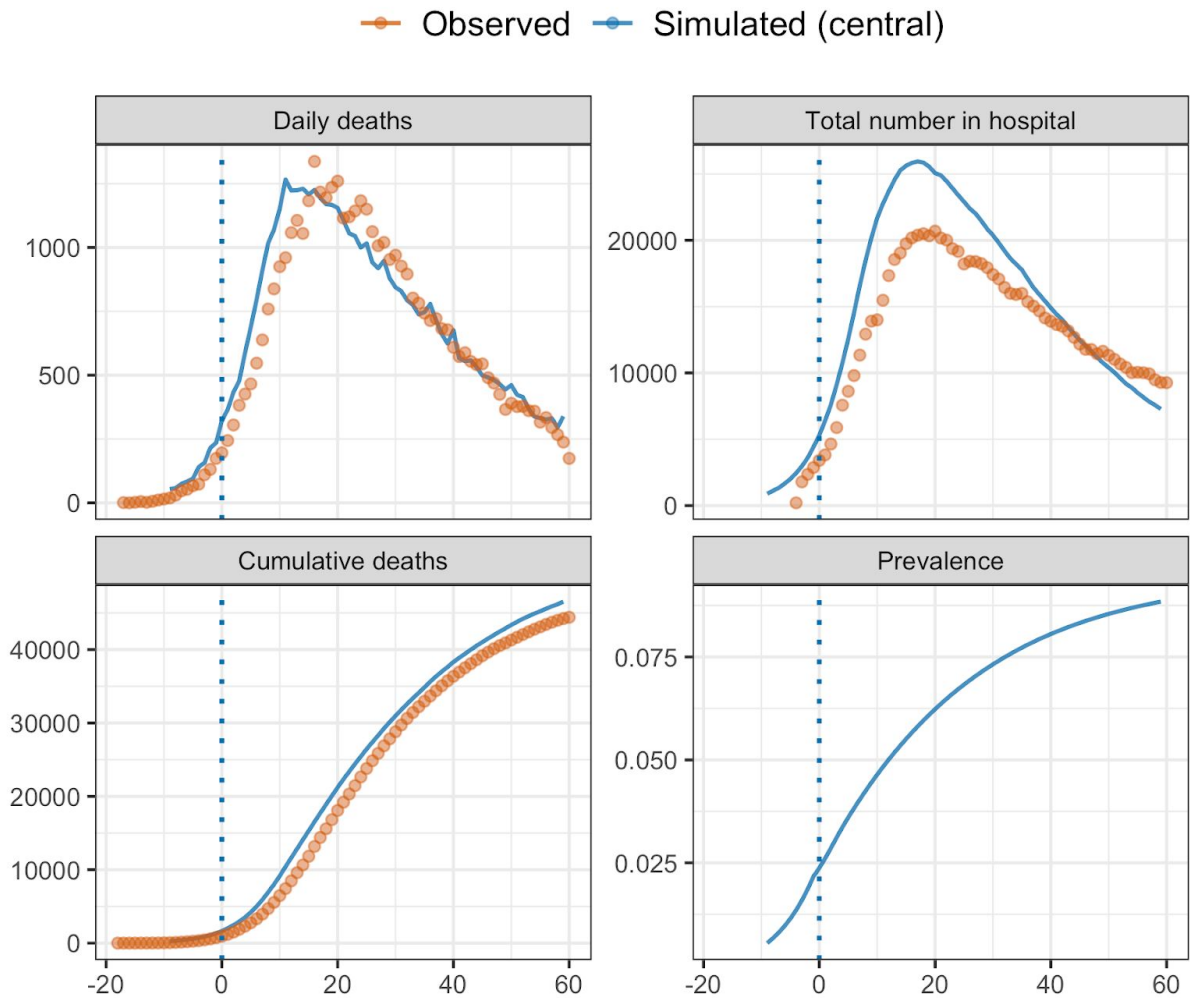 Observed Simulated (central)
Daily deaths
Total number in hospital
1000
500
0
20000
10000
0
Cumulative deaths
Prevalence
40000
30000
20000
10000
0
0.075
0.050
0.025
-20 0 20 40 60
-20 0 20 40 60